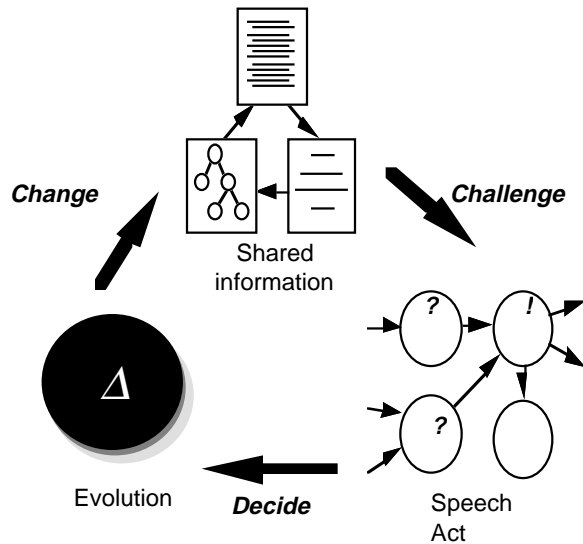 Change
Challenge
Shared
information
?
!
?
Δ
Evolution
Decide
Speech
Act